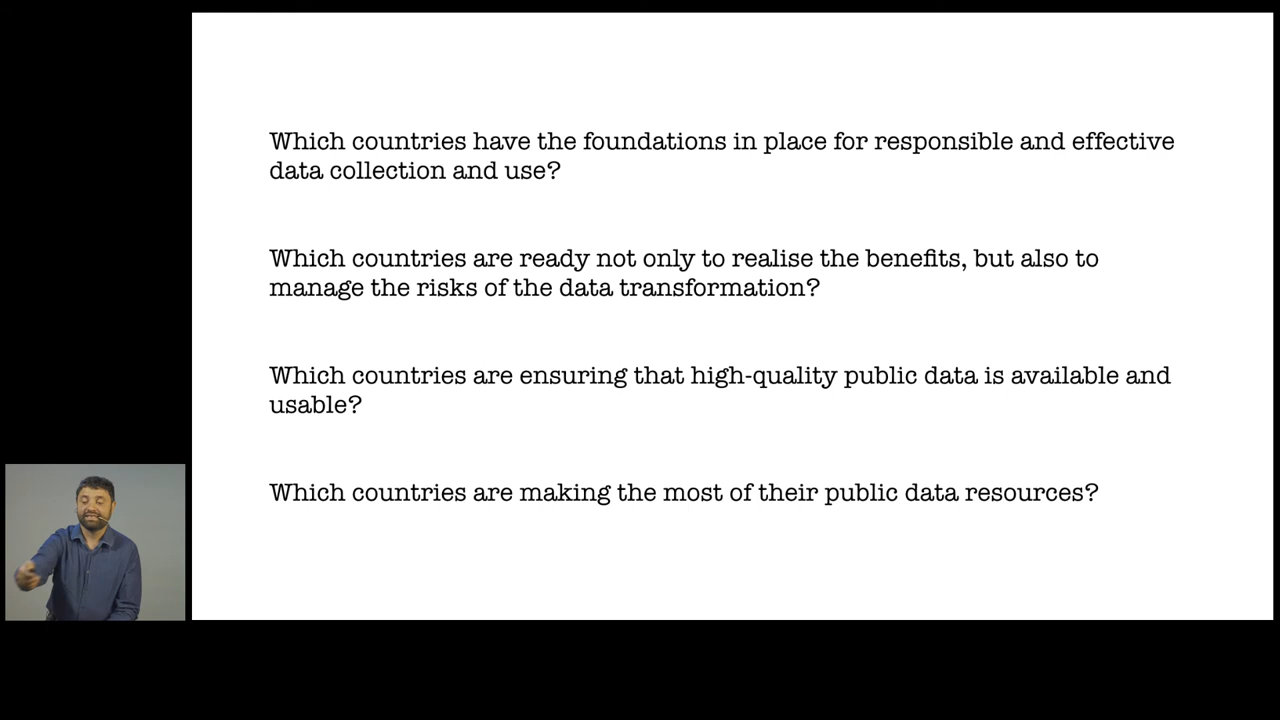 Which countries have the foundations in place for responsible and effective
data collection and use?
Which countries are ready not only to realise the benefits, but also to
manage the risks of the data transformation?
Which countries are ensuring that high-quality public data is available and
usable?
Which countries are making the most of their public data resources?